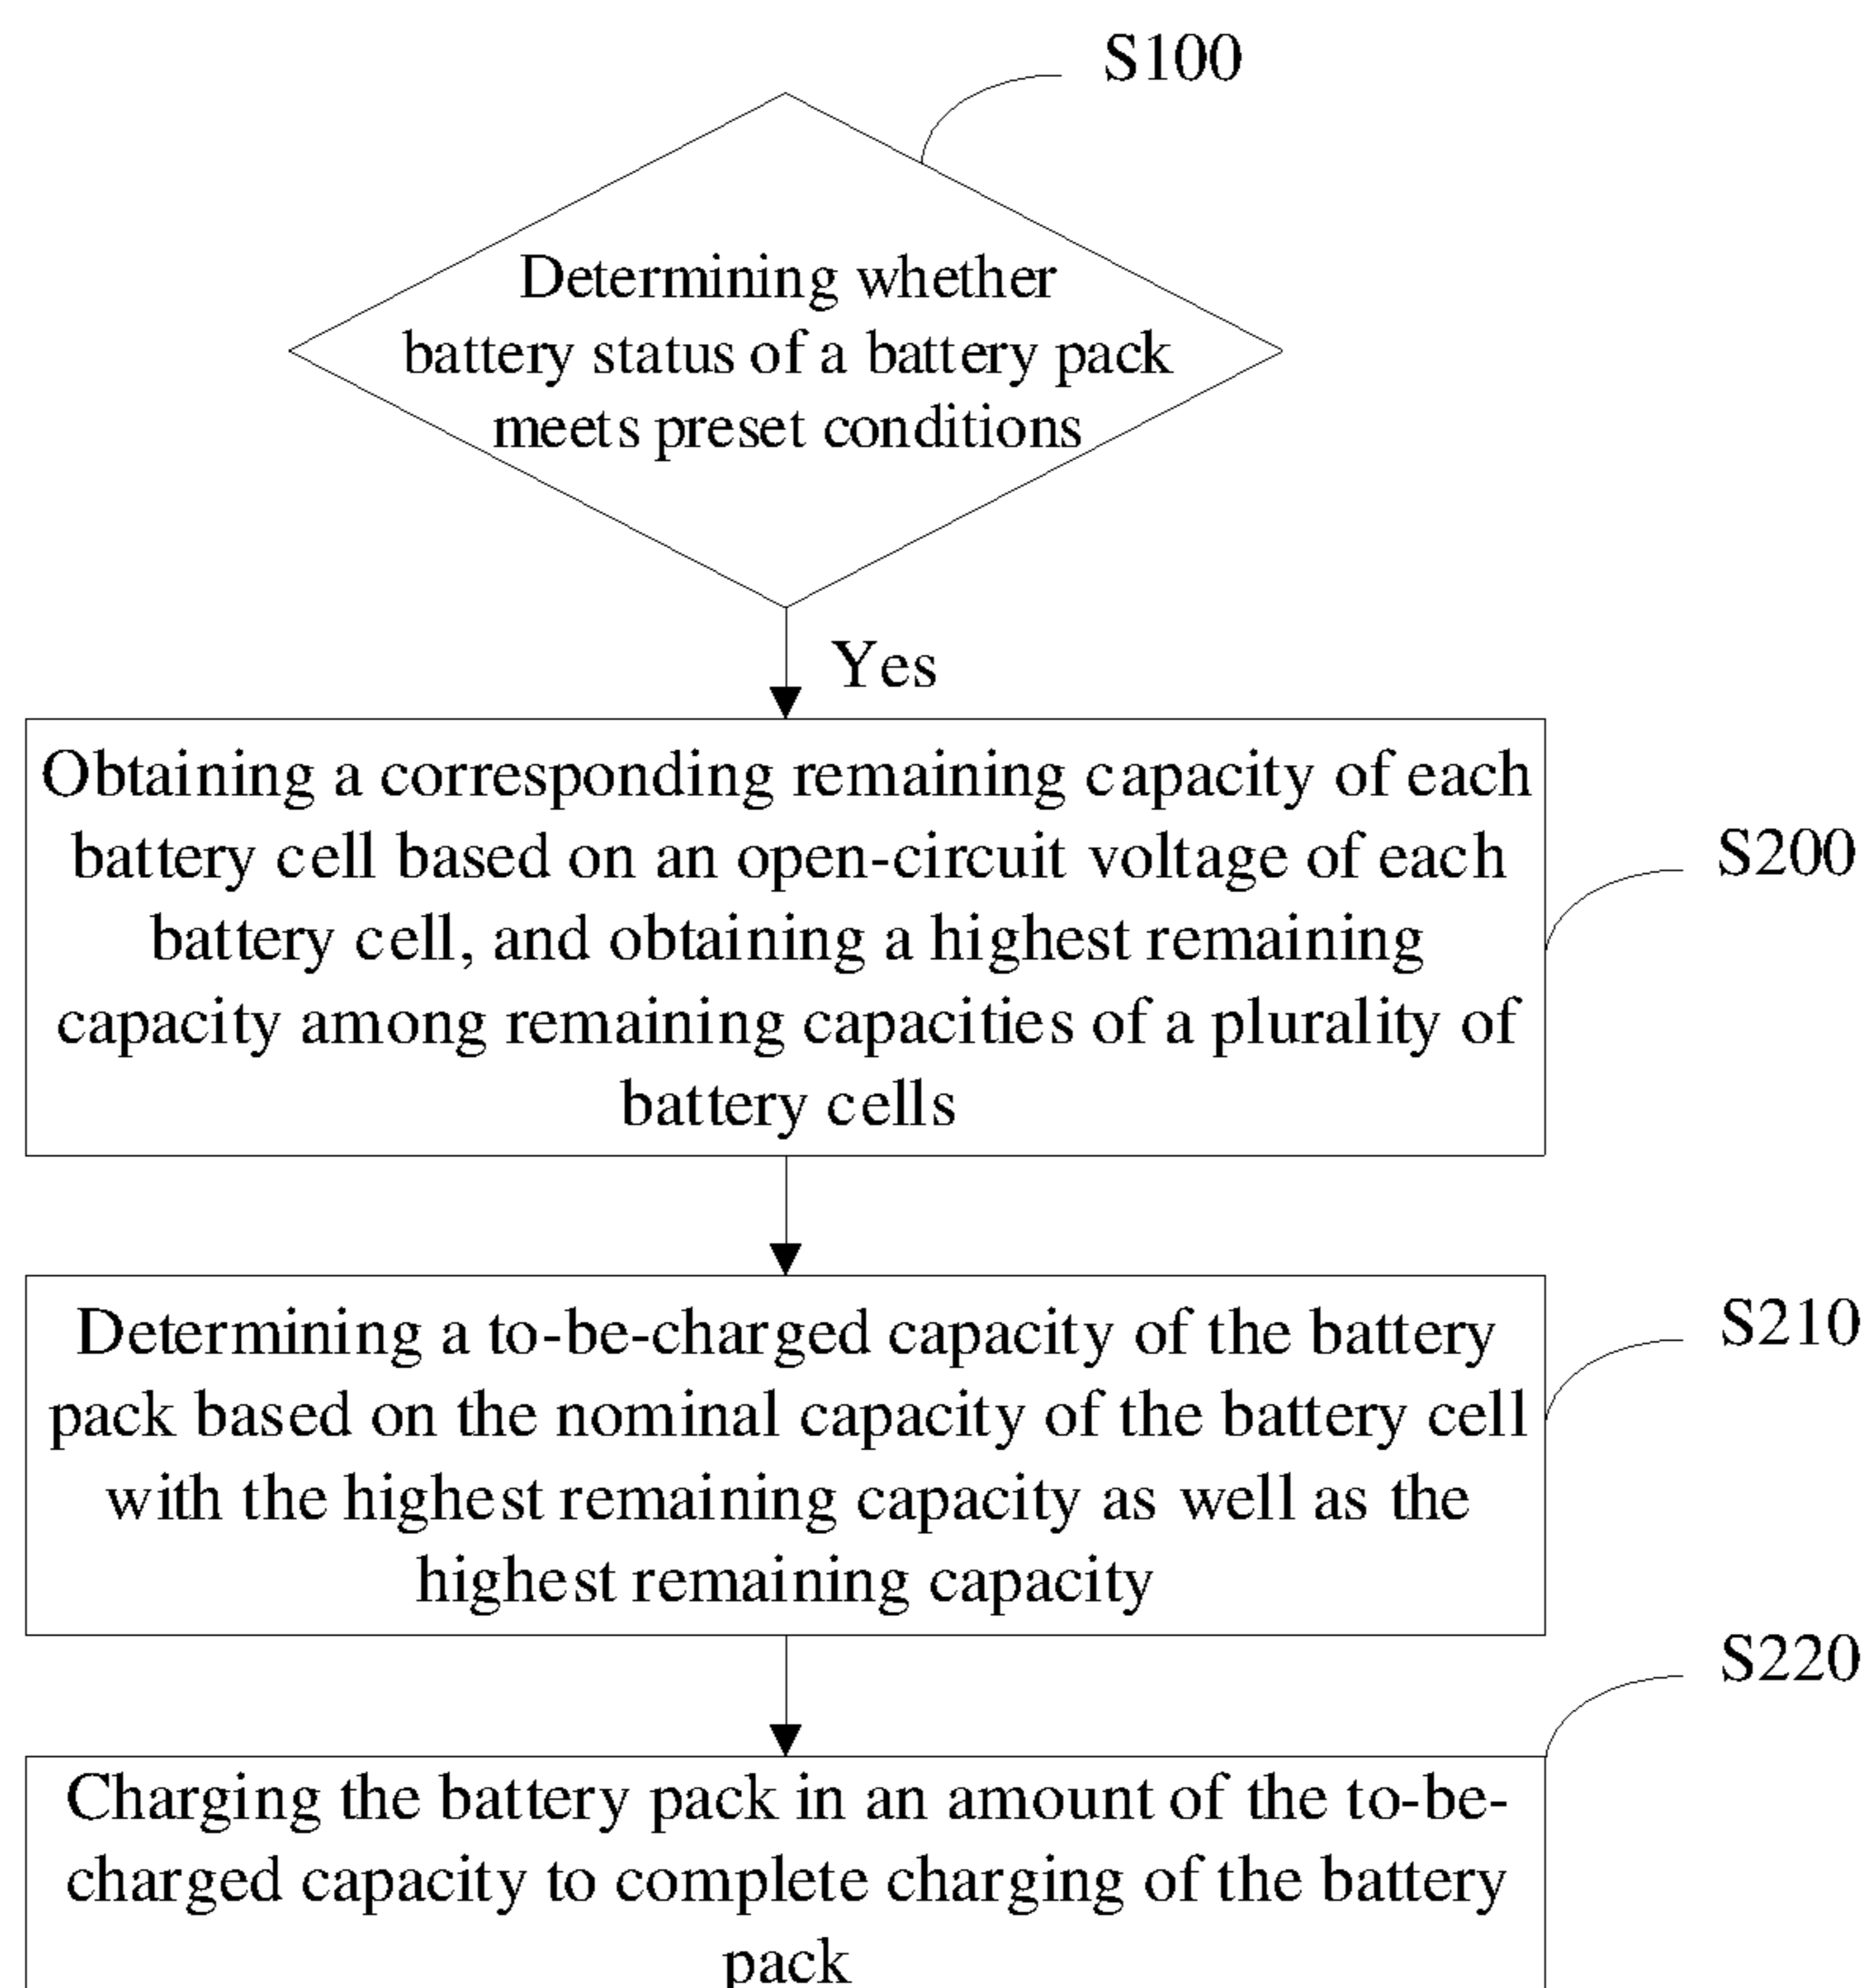 S100
Determining whether
battery status of a battery pack
meets preset conditions
Yes
Obtaining a corresponding remaining capacity of each
battery cell based on an open-circuit voltage of each
battery cell, and obtaining a highest remaining
capacity among remaining capacities of a plurality of
battery cells
S200
Determining a to-be-charged capacity of the battery
pack based on the nominal capacity of the battery cell
with the highest remaining capacity as well as the
highest remaining capacity
S210
S220
Charging the battery pack in an amount of the to-be-
charged capacity to complete charging of the battery
pack